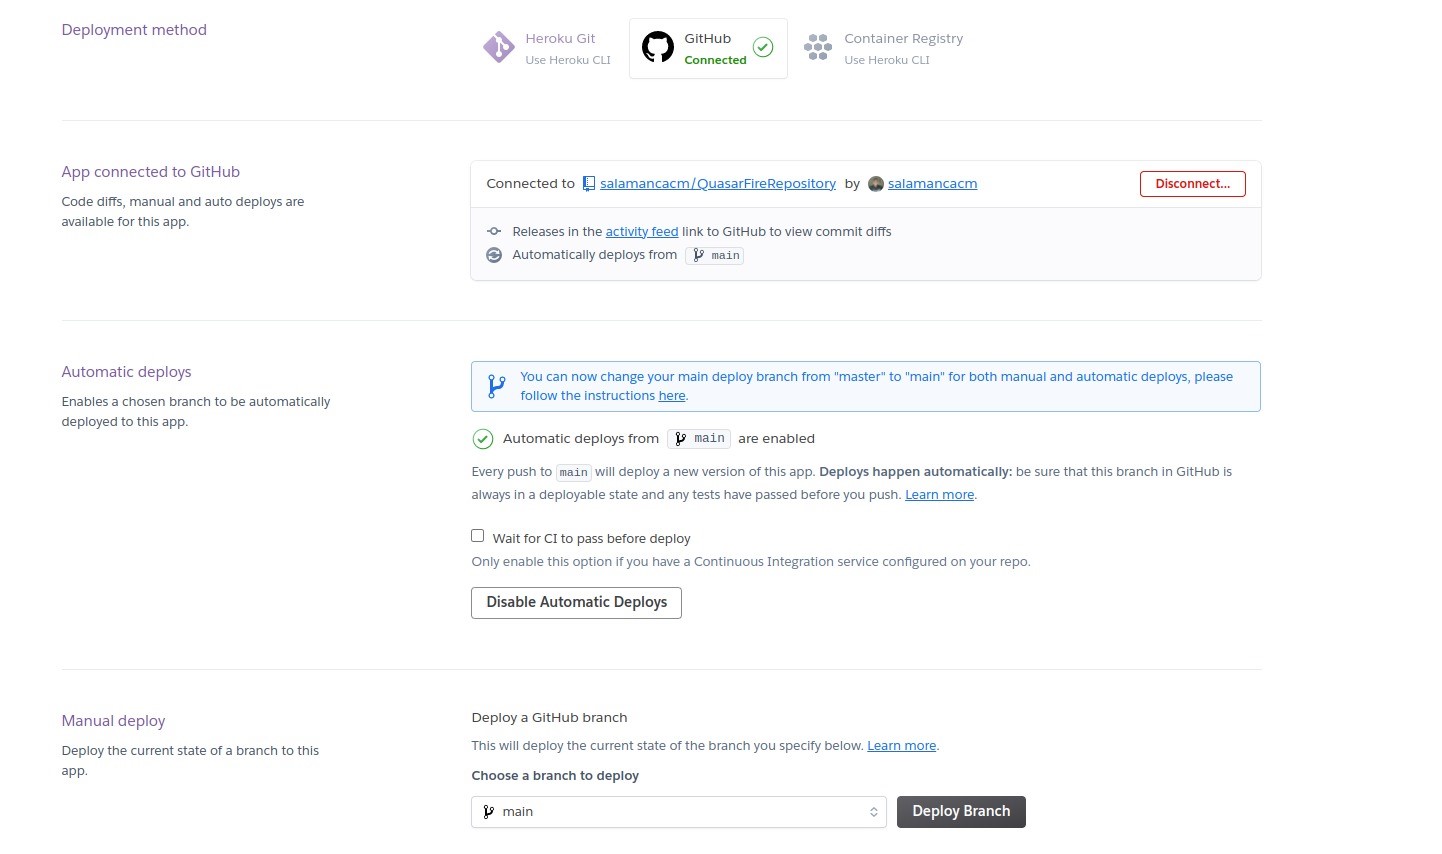 Deployment method
Heroku Git
Use Heroku CLI
GitHub
Connected
Container Registry
Use Heroku CLI
App connected to GitHub
Code diffs, manual and auto deploys are
available for this app.
Connected to salamancacm/QuasarFireRepository by salamancacm
Disconnect...
Releases in the activity feed link to GitHub to view commit diffs
Automatically deploys from main
Automatic deploys
Enables a chosen branch to be automatically
deployed to this app.
You can now change your main deploy branch from "master" to "main" for both manual and automatic deploys, please
follow the instructions here.
Automatic deploys from main are enabled
Every push to main will deploy a new version of this app. Deploys happen automatically: be sure that this branch in GitHub is
always in a deployable state and any tests have passed before you push. Learn more.
Wait for CI to pass before deploy
Only enable this option if you have a Continuous Integration service configured on your repo.
Disable Automatic Deploys
Manual deploy
Deploy the current state of a branch to this
app.
Deploy a GitHub branch
This will deploy the current state of the branch you specify below. Learn more.
Choose a branch to deploy
main
Deploy Branch